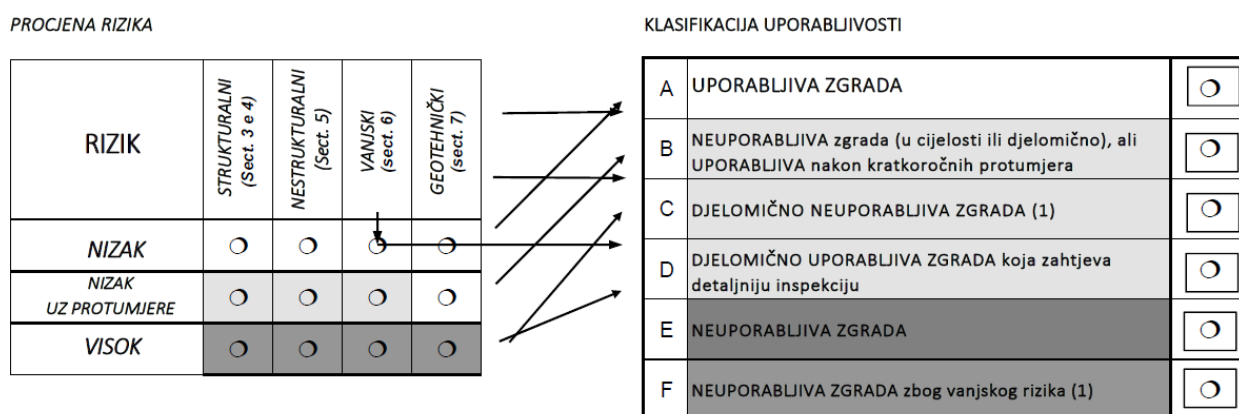 PROCJENA RIZIKA
KLASIFIKACIJA UPORABLJIVOSTI
RIZIK
STRUKTURALNI
(Sect. 3 e 4)
NESTRUKTURALNI
(Sect. 5)
VANJSKI
(sect. 6)
GEOTEHNIČKI
(sect. 7)
NIZAK
NIZAK
UZ PROTUMJERE
VISOK
A UPORABLJIVA ZGRADA
B NEUPORABLJIVA zgrada (u cijelosti ili djelomično), ali
UPORABLJIVA nakon kratkoročnih protumjera
C DJELOMIČNO NEUPORABLJIVA ZGRADA (1)
D DJELOMIČNO UPORABLJIVA ZGRADA koja zahtjeva
detaljniju inspekciju
E NEUPORABLJIVA ZGRADA
F NEUPORABLJIVA ZGRADA zbog vanjskog rizika (1)